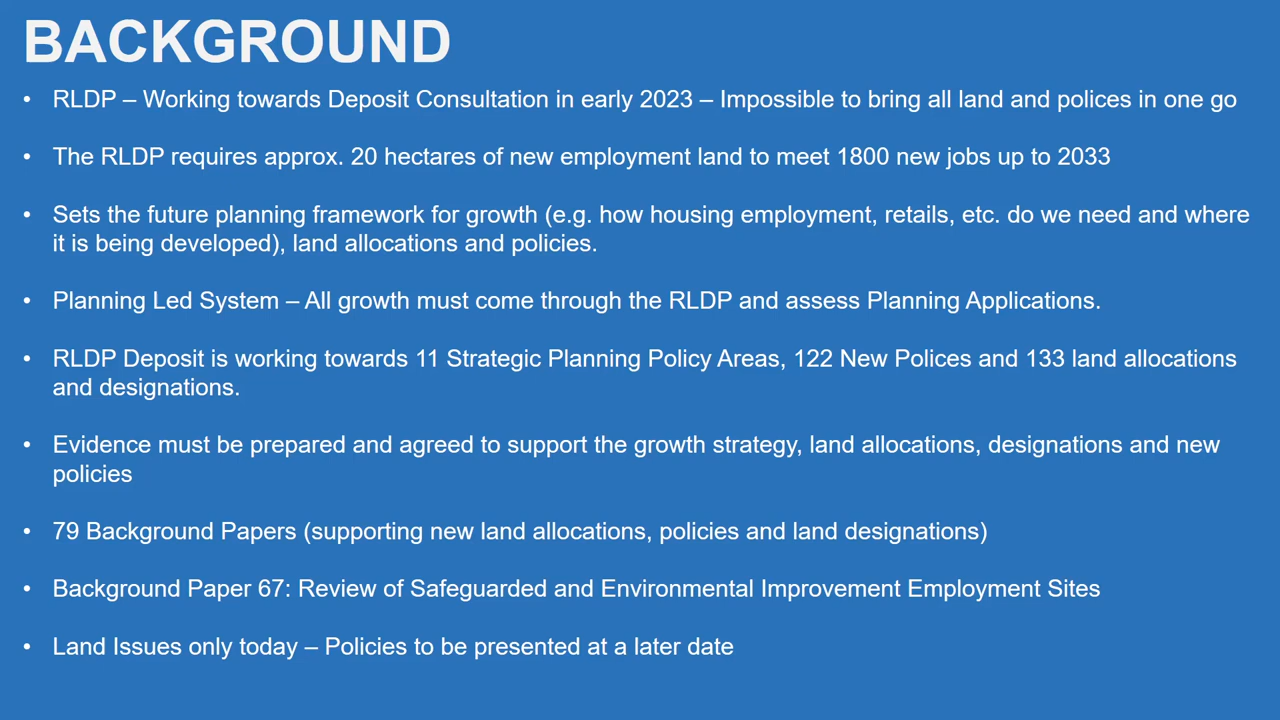 BACKGROUND
• RLDP – Working towards Deposit Consultation in early 2023 – Impossible to bring all land and polices in one go
• The RLDP requires approx. 20 hectares of new employment land to meet 1800 new jobs up to 2033
• Sets the future planning framework for growth (e.g. how housing employment, retails, etc. do we need and where
it is being developed), land allocations and policies.
• Planning Led System – All growth must come through the RLDP and assess Planning Applications.
• RLDP Deposit is working towards 11 Strategic Planning Policy Areas, 122 New Polices and 133 land allocations
and designations.
• Evidence must be prepared and agreed to support the growth strategy, land allocations, designations and new
policies
• 79 Background Papers (supporting new land allocations, policies and land designations)
• Background Paper 67: Review of Safeguarded and Environmental Improvement Employment Sites
• Land Issues only today – Policies to be presented at a later date